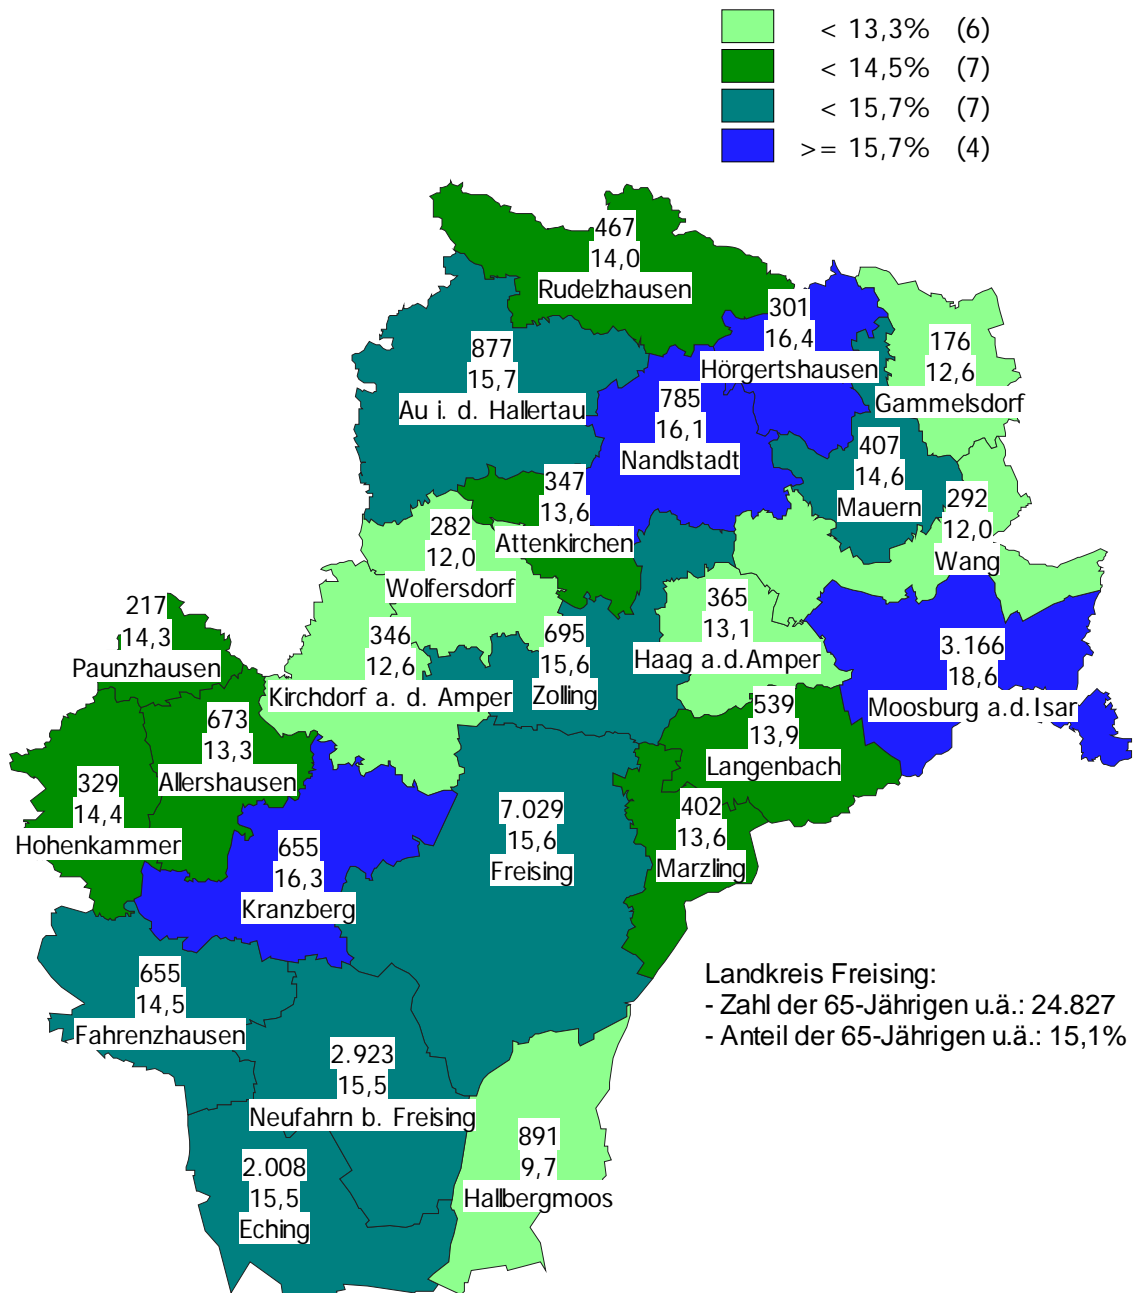 < 13,3% (6)
< 14,5% (7)
< 15,7% (7)
>= 15,7% (4)
467
14,0
Rudelzhausen
301
16,4
Hörgertshausen
176
12,6
Gammelsdorf
877
15,7
Au i. d. Hallertau
785
16,1
Nandlstadt
407
14,6
Mauern
347
13,6
Attenkirchen
292
12,0
Wang
282
12,0
Wolfersdorf
365
13,1
Haag a.d.Amper
217
14,3
Paunzhausen
346
12,6
Kirchdorf a. d. Amper
695
15,6
Zolling
3.166
18,6
Moosburg a.d.Isar
673
13,3
Allershausen
539
13,9
Langenbach
329
14,4
Hohenkammer
7.029
15,6
Freising
402
13,6
Marzling
655
16,3
Kranzberg
655
14,5
Fahrenzhausen
Landkreis Freising:
- Zahl der 65-Jährigen u.ä.: 24.827
- Anteil der 65-Jährigen u.ä.: 15,1%
2.923
15,5
Neufahrn b. Freising
891
9,7
Hallbergmoos
2.008
15,5
Eching